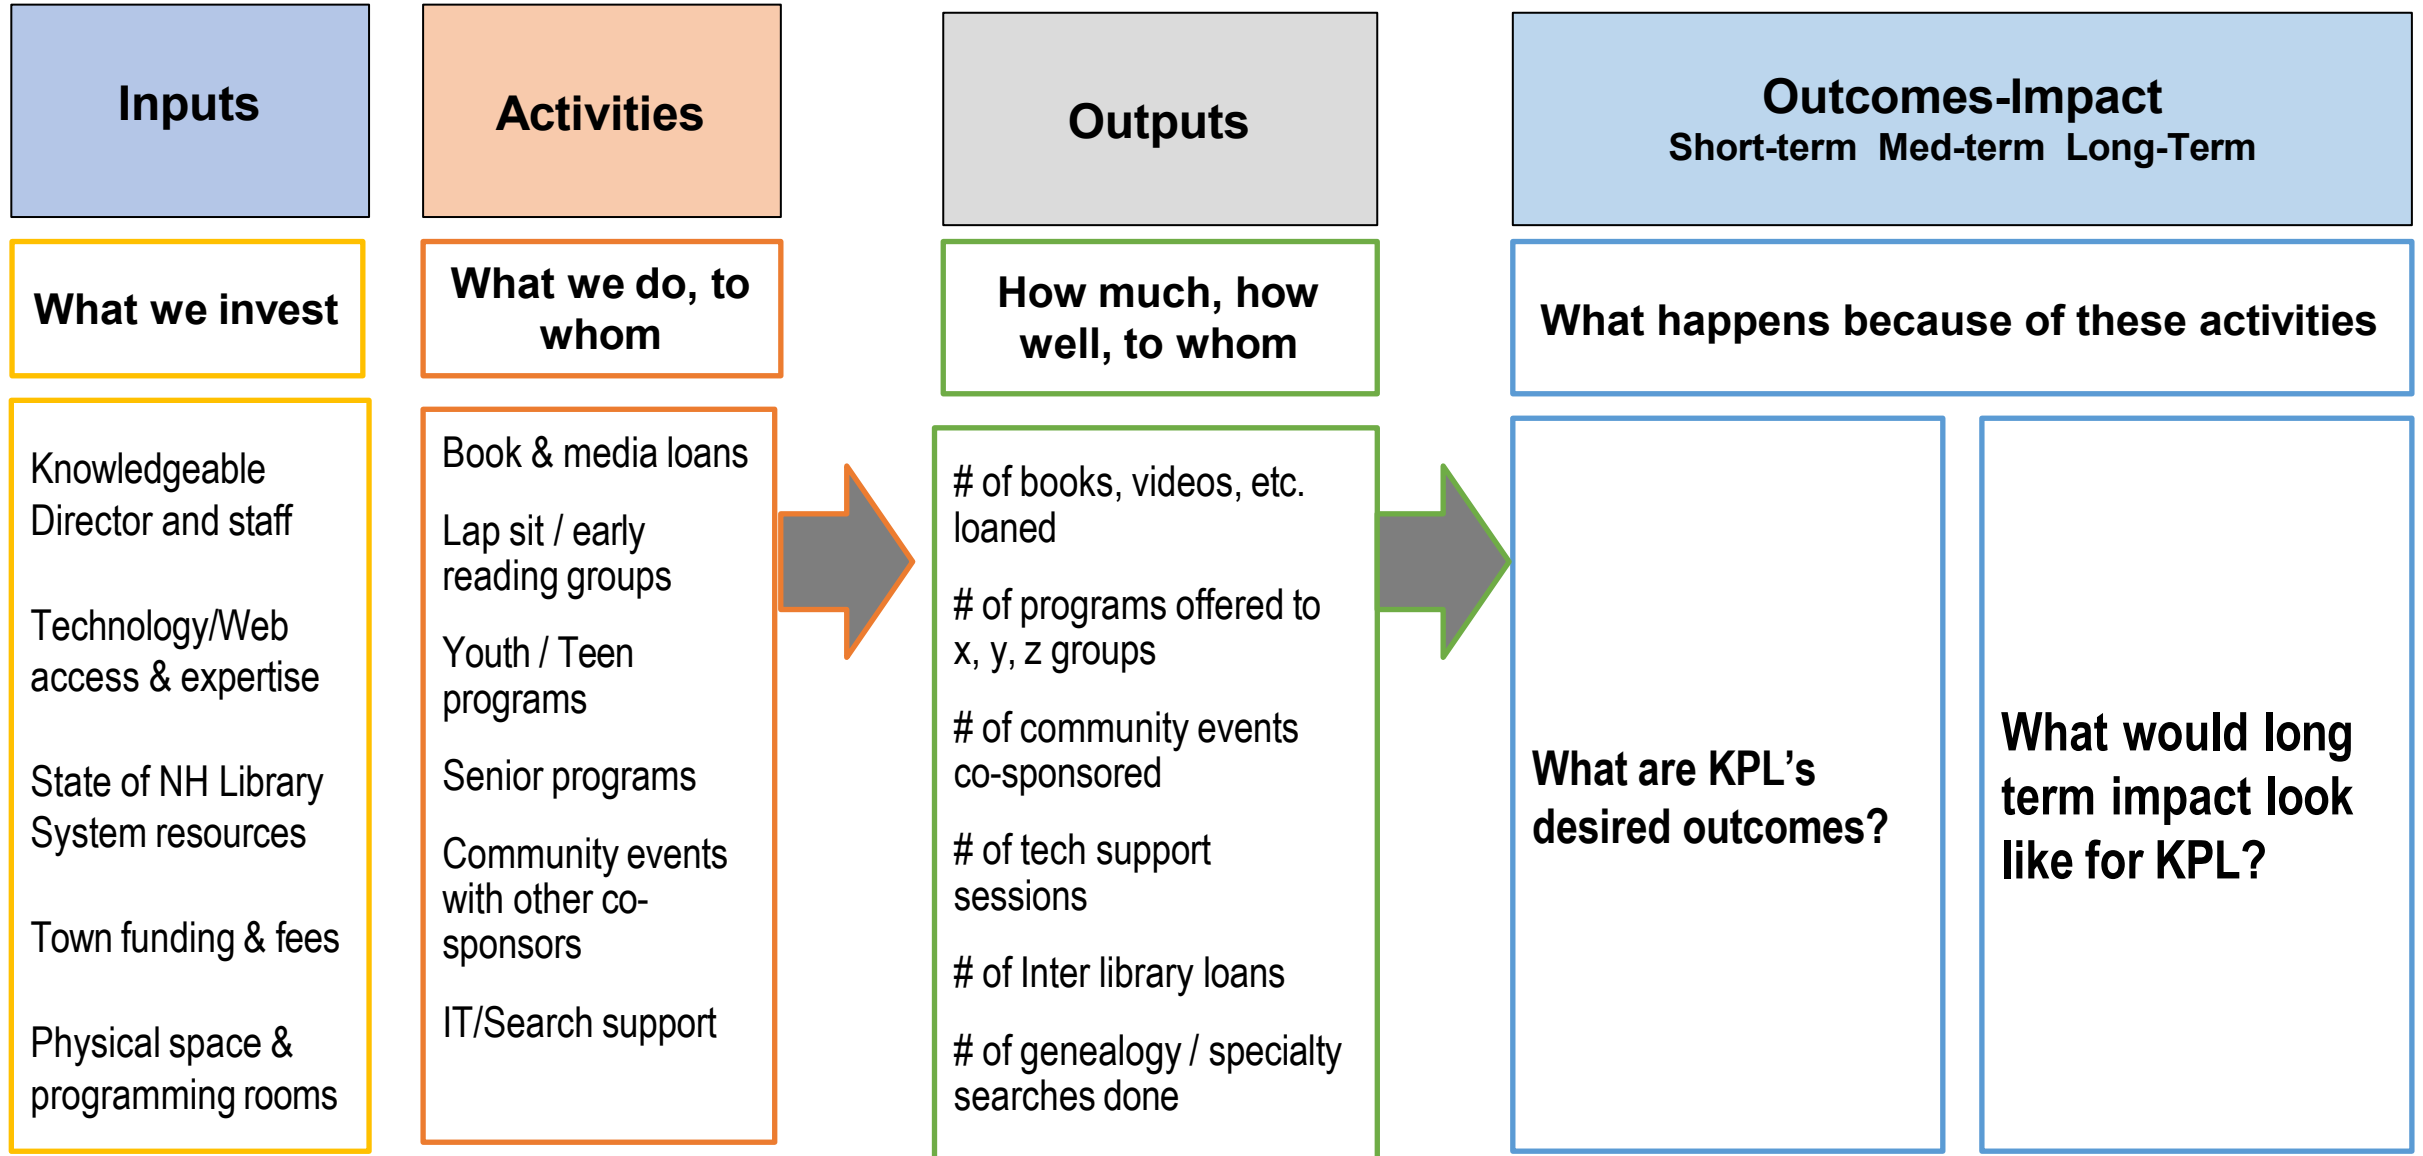 Inputs
Activities
Outputs
Outcomes-Impact
Short-term Med-term Long-Term
What we invest
What we do, to
whom
How much, how
well, to whom
What happens because of these activities
Knowledgeable
Director and staff
Technology/Web
access & expertise
State of NH Library
System resources
Town funding & fees
Physical space &
programming rooms
Book & media loans
Lap sit / early
reading groups
Youth / Teen
programs
Senior programs
Community events
with other co-
sponsors
IT/Search support
# of books, videos, etc.
loaned
# of programs offered to
x, y, z groups
# of community events
co-sponsored
# of tech support
sessions
# of Inter library loans
# of genealogy / specialty
searches done
What are KPL’s
desired outcomes?
What would long
term impact look
like for KPL?